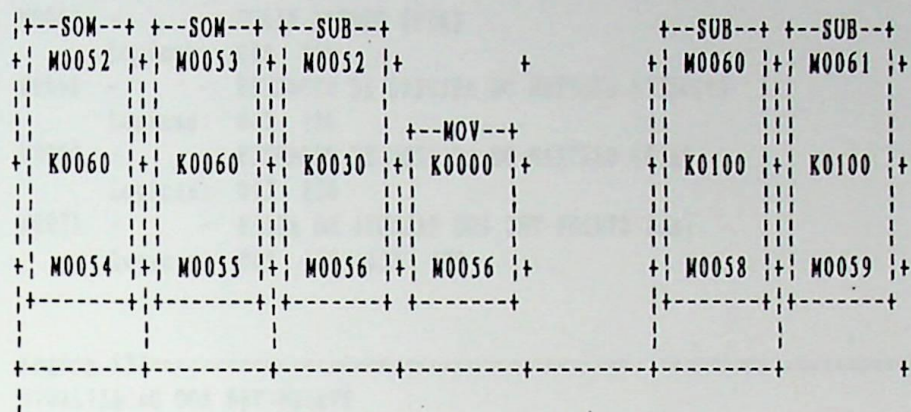 ¦+--SOM--+ +--SOM--+ +--SUB--+ +--SUB--+ +--SUB--+
+¦ M0052 ¦+¦ M0053 ¦+¦ M0052 ¦+ + +¦ M0060 ¦+¦ M0061 ¦+
+--MOV--+
+¦ K0060 ¦+¦ K0060 ¦+¦ K0030 ¦+¦ K0000 ¦+ +¦ K0100 ¦+¦ K0100 ¦+
+¦ M0054 ¦+¦ M0055 ¦+¦ M0056 ¦+¦ M0056 ¦+ +¦ M0058 ¦+¦ M0059 ¦+